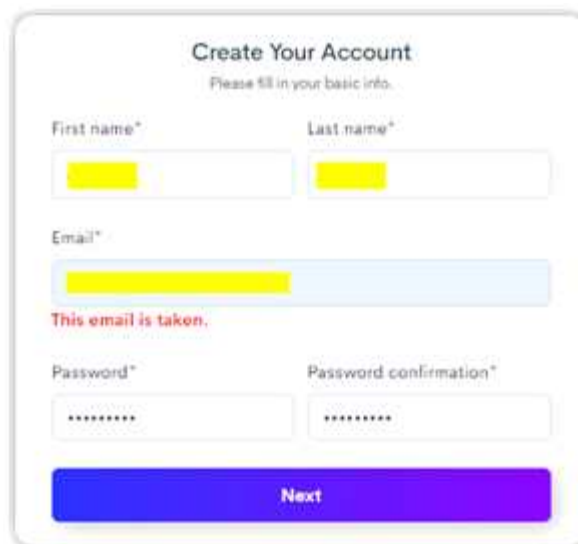 Create Your Account
Please fill in your basic info.
First name*
Last name*
Email*
This email is taken.
Password*
Password confirmation*
•••••••••
•••••••••
Next